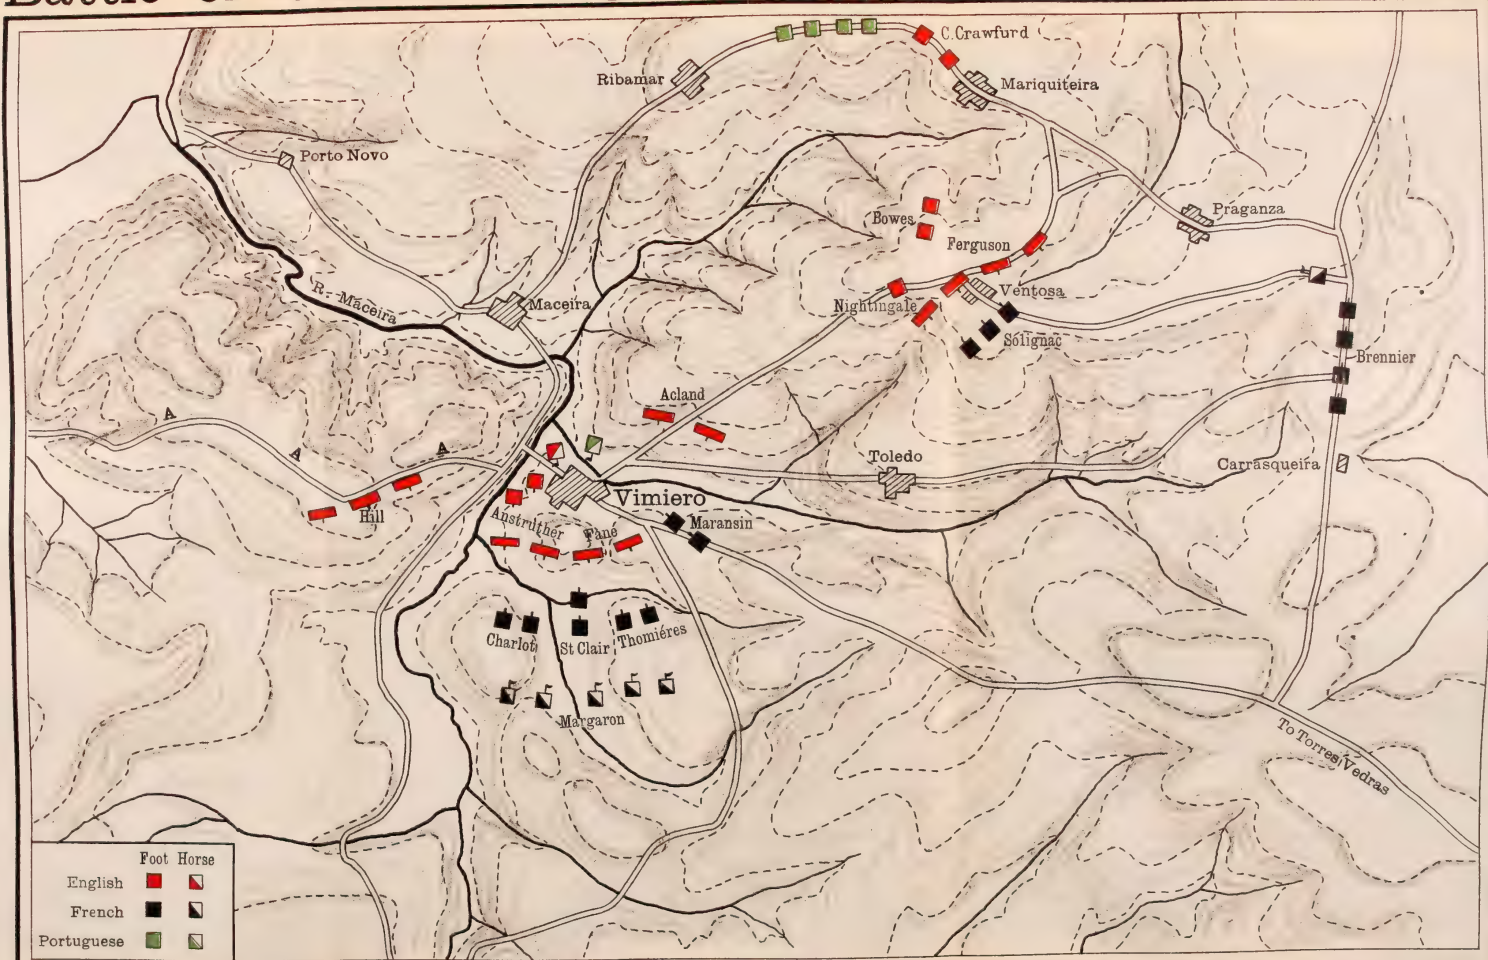 C. Crawfurd
Ribamar
Mariquiteira
Porto Novo
Bowes
Praganza
Ferguson
R. Maceira
Maceira
Nightingale
Ventosa
Solignac
Brennier
Acland
A
A
A
Toledo
Carrasqueira
Vimiero
Hill
Anstruther
Fane
Maransin
Charlot
St Clair
Thomiéres
Margaron
To Torres Vedras
Foot Horse
English
French
Portuguese